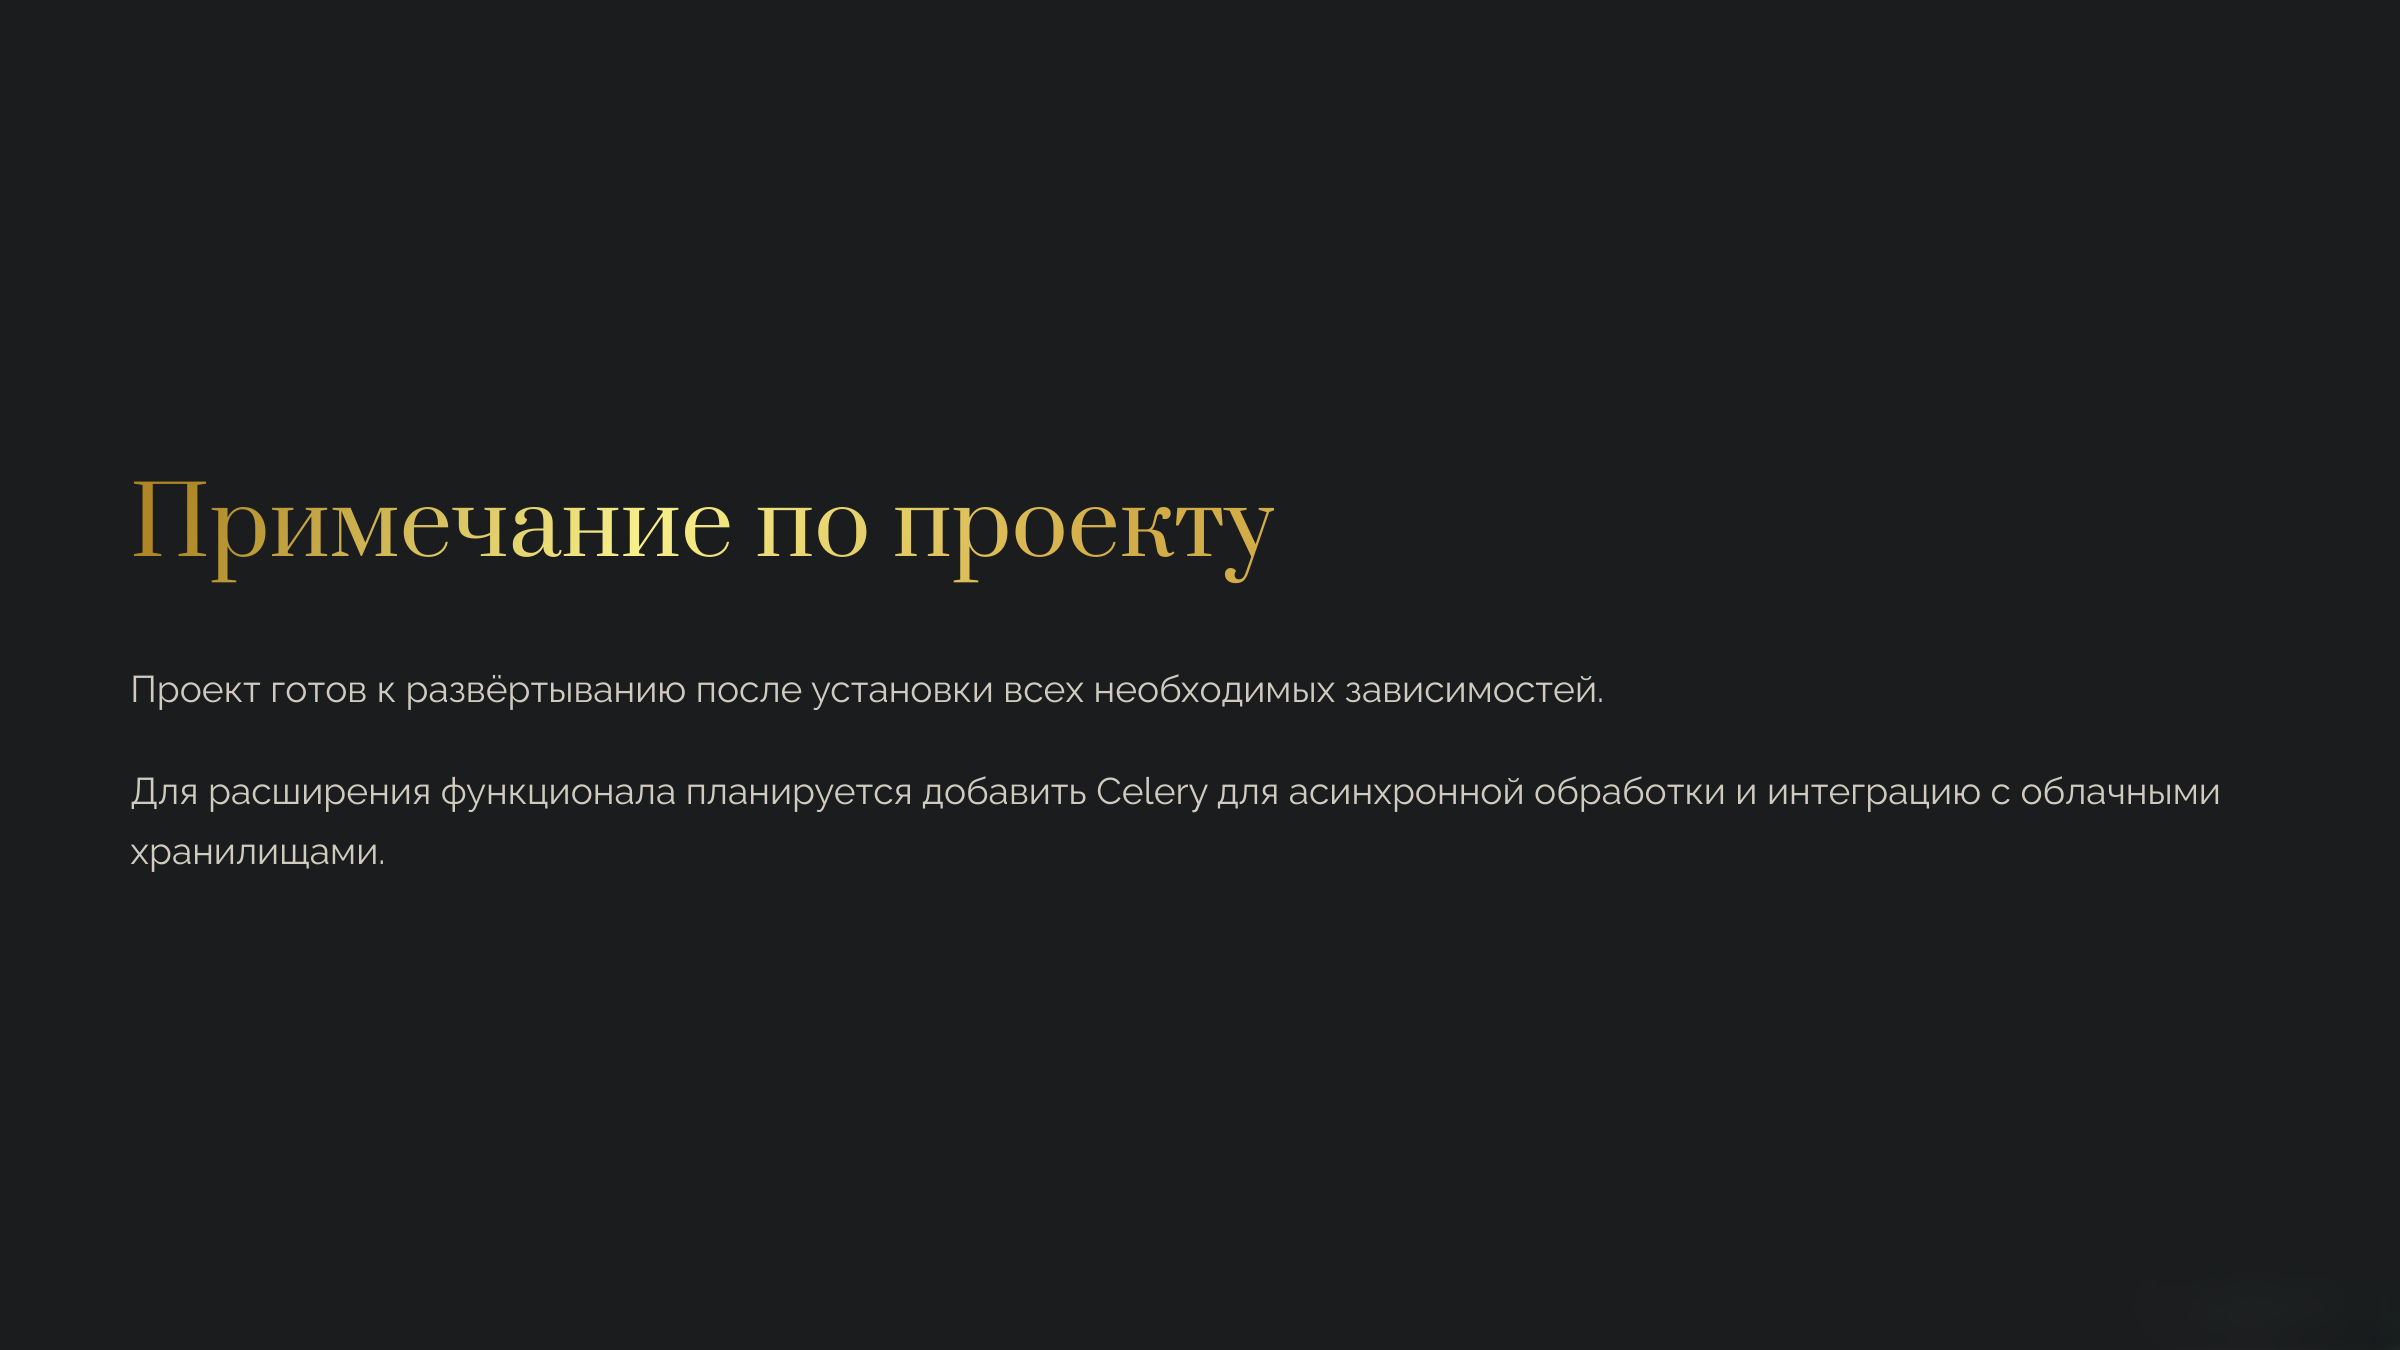 Примечание по проекту
Проект готов к развёртыванию после установки всех необходимых зависимостей.
Для расширения функционала планируется добавить Celery для асинхронной обработки и интеграцию с облачными
хранилищами.